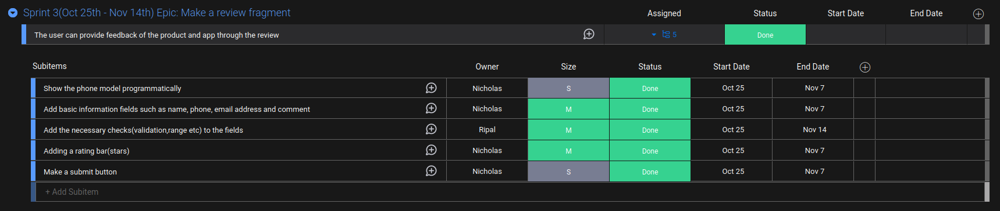 Sprint 3(Oct 25th - Nov 14th) Epic: Make a review fragment Assigned Status Start Date End Date
The user can provide feedback of the product and app through the review 5 Done
Subitems Owner Size Status Start Date End Date
Show the phone model programmatically Nicholas S Done Oct 25 Nov 7
Add basic information fields such as name, phone, email address and comment Nicholas M Done Oct 25 Nov 7
Add the necessary checks(validation,range etc) to the fields Ripal M Done Oct 25 Nov 14
Adding a rating bar(stars) Nicholas M Done Oct 25 Nov 7
Make a submit button Nicholas S Done Oct 25 Nov 7
+ Add Subitem